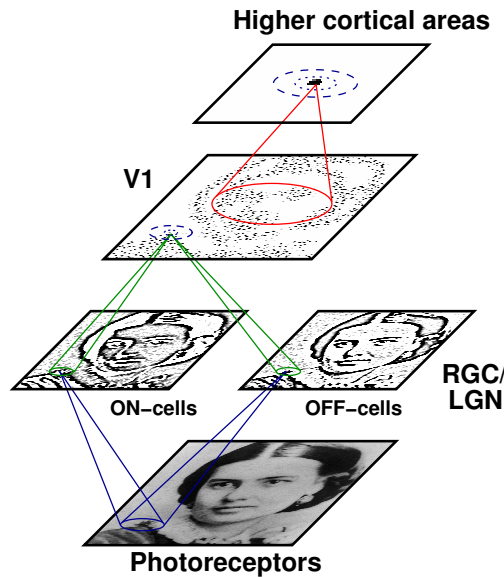 Higher cortical areas
V1
ON−cells
OFF−cells
RGC/
LGN
Photoreceptors